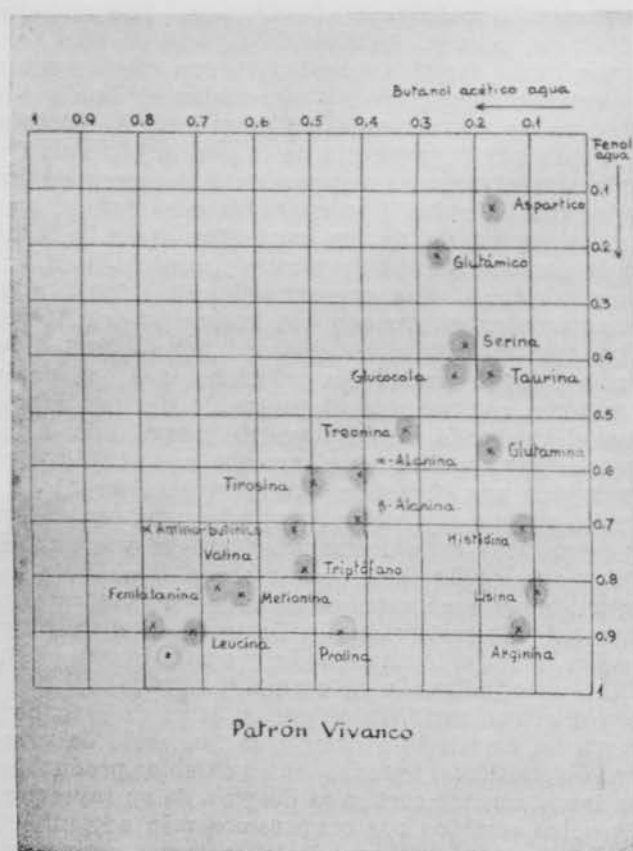 Butanol acético agua
1 0.9 0.8 0.7 0.6 0.5 0.4 0.3 0.2 0.1
Fenol
agua
0.1
Aspartico
0.2
Glutámico
0.3
Serina
0.4
Glucocola Taurina
0.5
Treonina
Glutamina
α-Alanina
0.6
Tirosina
β-Alanina
0.7
α Amino-butirico
Histidina
Valina
Triptófano
0.8
Fenilalanina Metionina Lisina
0.9
Leucina Prolina Arginina
1
Patrón Vivanco